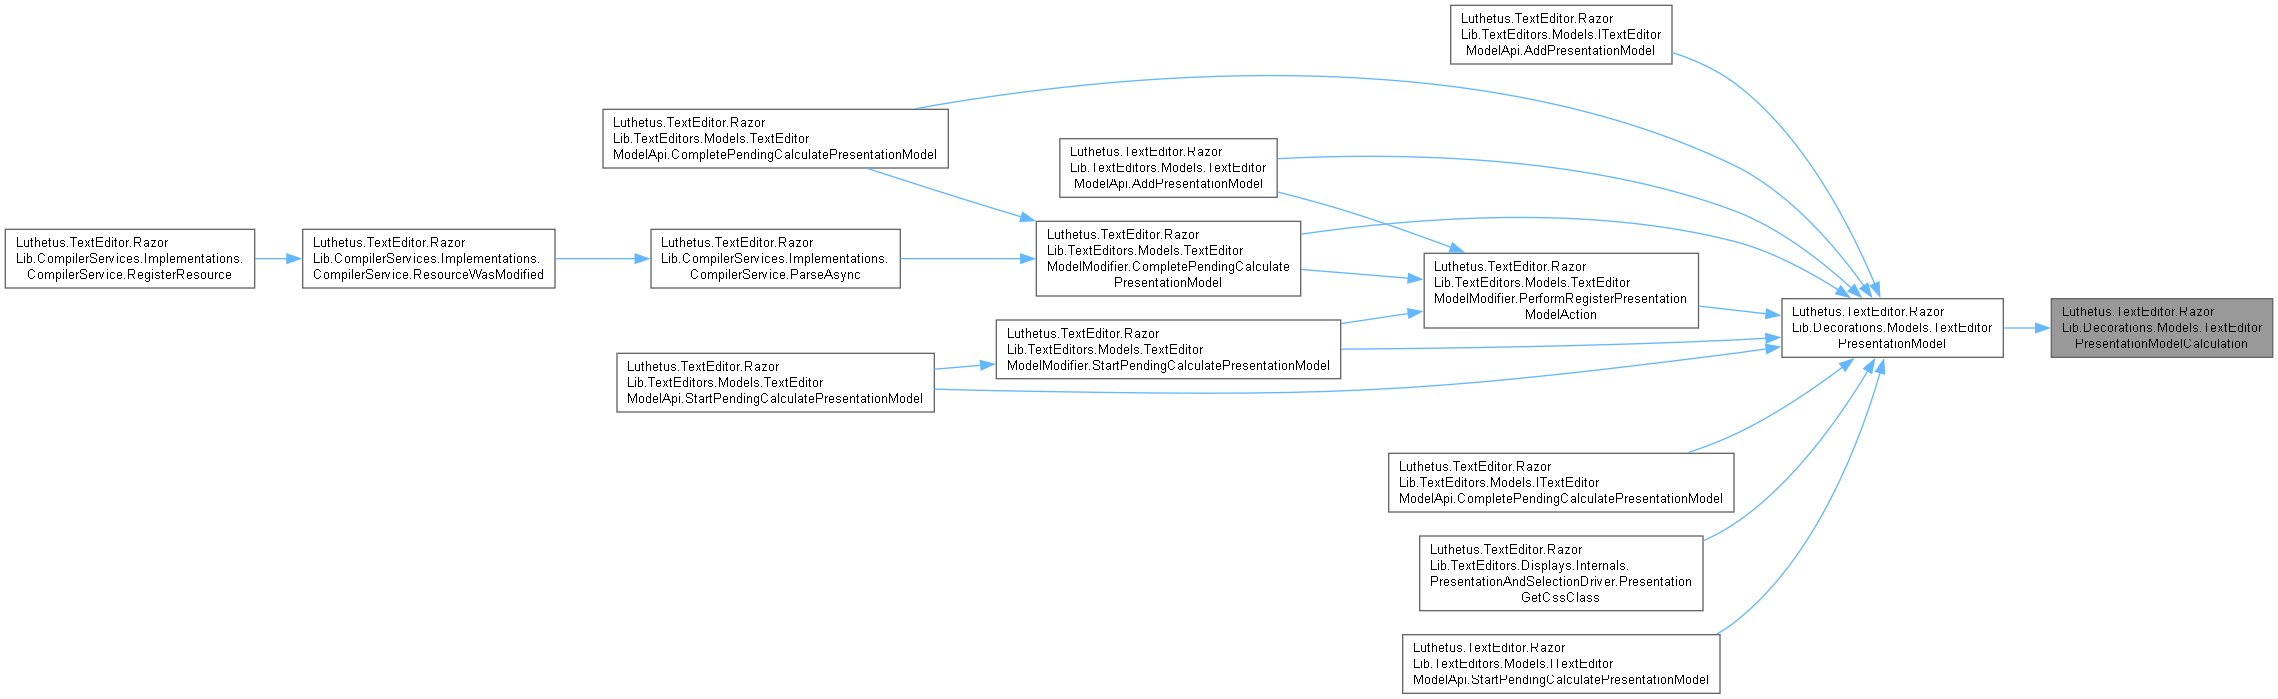 Luthetus.TextEditor.Razor
Lib.TextEditors.Models.ITextEditor
ModelApi.AddPresentationModel
Luthetus.TextEditor.Razor
Lib.TextEditors.Models.TextEditor
ModelApi.CompletePendingCalculatePresentationModel
Luthetus.TextEditor.Razor
Lib.TextEditors.Models.TextEditor
ModelApi.AddPresentationModel
Luthetus.TextEditor.Razor
Lib.CompilerServices.Implementations.
CompilerService.RegisterResource
Luthetus.TextEditor.Razor
Lib.CompilerServices.Implementations.
CompilerService.ResourceWasModified
Luthetus.TextEditor.Razor
Lib.CompilerServices.Implementations.
CompilerService.ParseAsync
Luthetus.TextEditor.Razor
Lib.TextEditors.Models.TextEditor
ModelModifier.CompletePendingCalculate
PresentationModel
Luthetus.TextEditor.Razor
Lib.TextEditors.Models.TextEditor
ModelModifier.PerformRegisterPresentation
ModelAction
Luthetus.TextEditor.Razor
Lib.Decorations.Models.TextEditor
PresentationModel
Luthetus.TextEditor.Razor
Lib.Decorations.Models.TextEditor
PresentationModelCalculation
Luthetus.TextEditor.Razor
Lib.TextEditors.Models.TextEditor
ModelModifier.StartPendingCalculatePresentationModel
Luthetus.TextEditor.Razor
Lib.TextEditors.Models.TextEditor
ModelApi.StartPendingCalculatePresentationModel
Luthetus.TextEditor.Razor
Lib.TextEditors.Models.ITextEditor
ModelApi.CompletePendingCalculatePresentationModel
Luthetus.TextEditor.Razor
Lib.TextEditors.Displays.Internals.
PresentationAndSelectionDriver.Presentation
GetCssClass
Luthetus.TextEditor.Razor
Lib.TextEditors.Models.ITextEditor
ModelApi.StartPendingCalculatePresentationModel